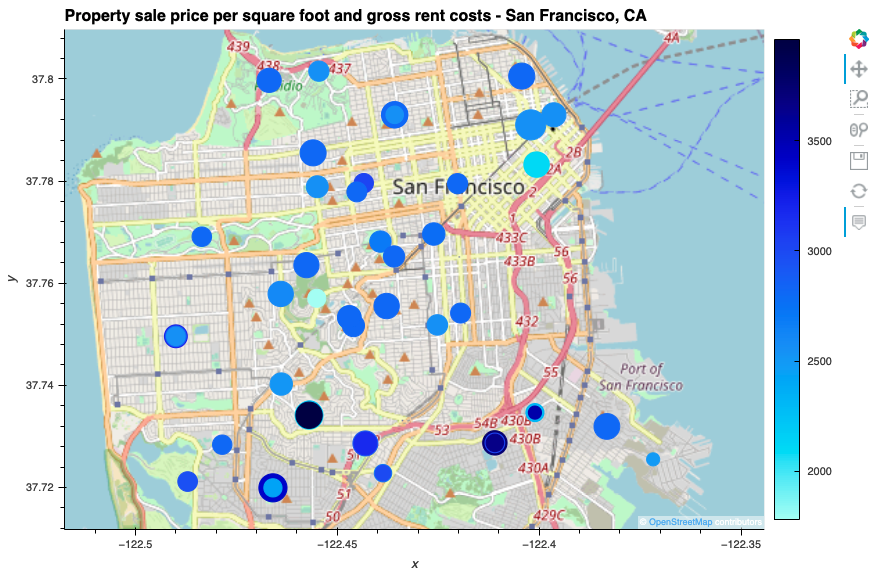 Property sale price per square foot and gross rent costs - San Francisco, CA
439
438
437
4A
37.8
3500
2B
2A
37.78
San Francisco
2
1
433C
56
3000
433B
37.76
56
y
432
2500
Port of
San Francisco
55
37.74
54B
430B
53
430B
2000
430A
37.72
51
50
429C
© OpenStreetMap contributors
−122.5
−122.45
−122.4
−122.35
x